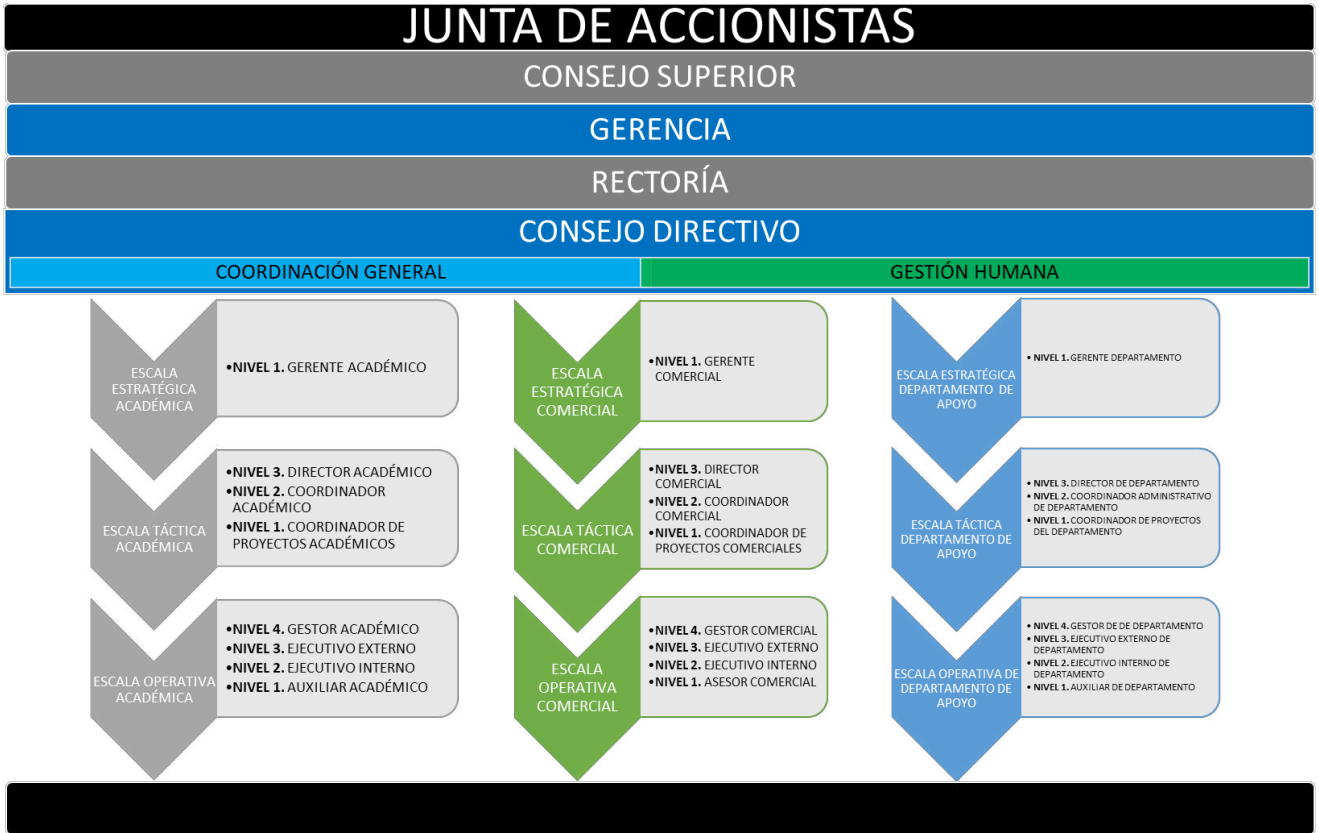 JUNTA DE ACCIONISTAS
CONSEJO SUPERIOR
GERENCIA
RECTORÍA
CONSEJO DIRECTIVO
COORDINACIÓN GENERAL
GESTIÓN HUMANA
ESCALA
ESTRATÉGICA
ACADÉMICA
•NIVEL 1. GERENTE ACADÉMICO
ESCALA TÁCTICA
ACADÉMICA
•NIVEL 3. DIRECTOR ACADÉMICO
•NIVEL 2. COORDINADOR
ACADÉMICO
•NIVEL 1. COORDINADOR DE
PROYECTOS ACADÉMICOS
ESCALA OPERATIVA
ACADÉMICA
•NIVEL 4. GESTOR ACADÉMICO
•NIVEL 3. EJECUTIVO EXTERNO
•NIVEL 2. EJECUTIVO INTERNO
•NIVEL 1. AUXILIAR ACADÉMICO
ESCALA
ESTRATÉGICA
COMERCIAL
•NIVEL 1. GERENTE
COMERCIAL
ESCALA TÁCTICA
COMERCIAL
•NIVEL 3. DIRECTOR
COMERCIAL
•NIVEL 2. COORDINADOR
COMERCIAL
•NIVEL 1. COORDINADOR DE
PROYECTOS COMERCIALES
ESCALA
OPERATIVA
COMERCIAL
•NIVEL 4. GESTOR COMERCIAL
•NIVEL 3. EJECUTIVO EXTERNO
•NIVEL 2. EJECUTIVO INTERNO
•NIVEL 1. ASESOR COMERCIAL
ESCALA ESTRATÉGICA
DEPARTAMENTO DE
APOYO
• NIVEL 1. GERENTE DEPARTAMENTO
ESCALA TÁCTICA
DEPARTAMENTO DE
APOYO
• NIVEL 3. DIRECTOR DE DEPARTAMENTO
• NIVEL 2. COORDINADOR ADMINISTRATIVO
DE DEPARTAMENTO
• NIVEL 1. COORDINADOR DE PROYECTOS
DEL DEPARTAMENTO
ESCALA OPERATIVA DE
DEPARTAMENTO DE
APOYO
• NIVEL 4. GESTOR DE DE DEPARTAMENTO
• NIVEL 3. EJECUTIVO EXTERNO DE
DEPARTAMENTO
• NIVEL 2. EJECUTIVO INTERNO DE
DEPARTAMENTO
• NIVEL 1. AUXILIAR DE DEPARTAMENTO